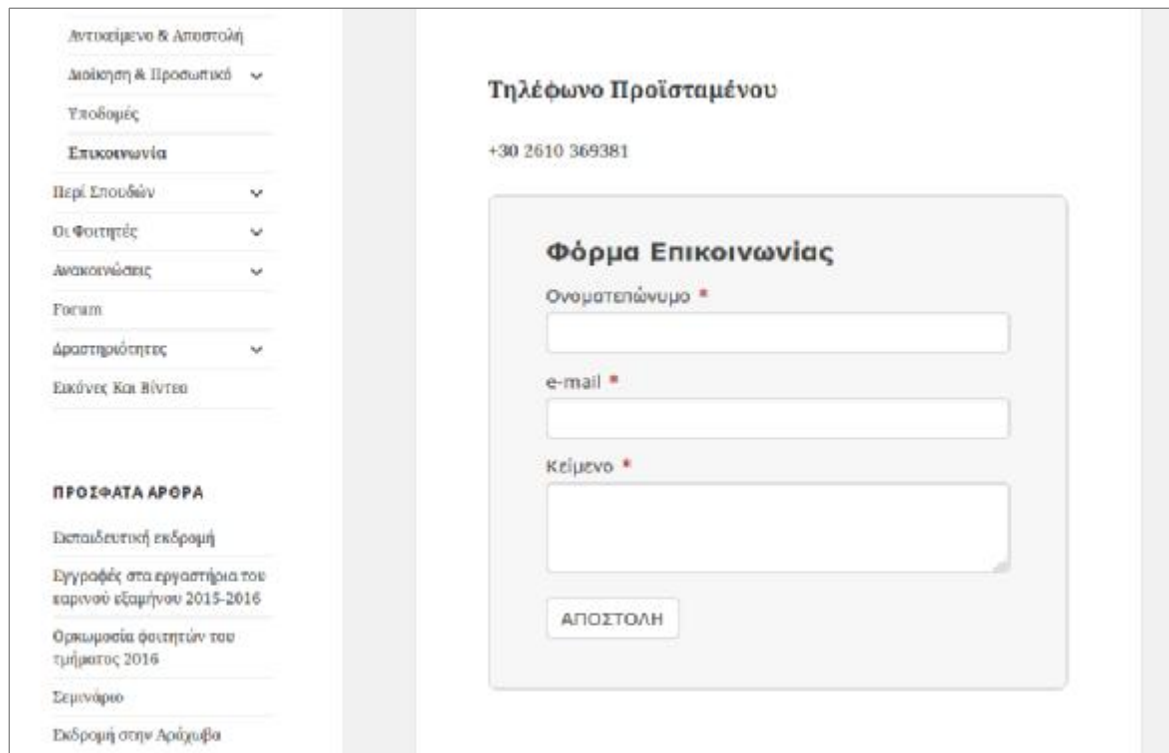 Αντικείμενο & Αποστολή
Διοίκηση & Προσωπικό
Υποδομές
Επικοινωνία
Περί Σπουδών
Οι Φοιτητές
Ανακοινώσεις
Forum
Δραστηριότητες
Εικόνες Και Βίντεο
ΠΡΟΣΦΑΤΑ ΑΡΘΡΑ
Εκπαιδευτική εκδρομή
Εγγραφές στα εργαστήρια του
εαρινού εξαμήνου 2015-2016
Ορκωμοσία φοιτητών του
τμήματος 2016
Σεμινάριο
Εκδρομή στην Αράχωβα
Τηλέφωνο Προϊσταμένου
+30 2610 369381
Φόρμα Επικοινωνίας
Ονοματεπώνυμο *
e-mail *
Κείμενο *
ΑΠΟΣΤΟΛΗ